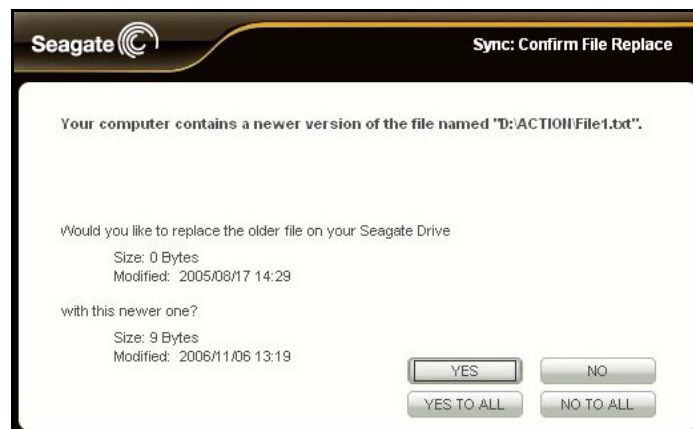 Seagate
Sync: Confirm File Replace
Your computer contains a newer version of the file named "D:\ACTION\File1.txt".
Would you like to replace the older file on your Seagate Drive
Size: 0 Bytes
Modified: 2005/08/17 14:29
with this newer one?
Size: 9 Bytes
Modified: 2006/11/06 13:19
YES
NO
YES TO ALL
NO TO ALL